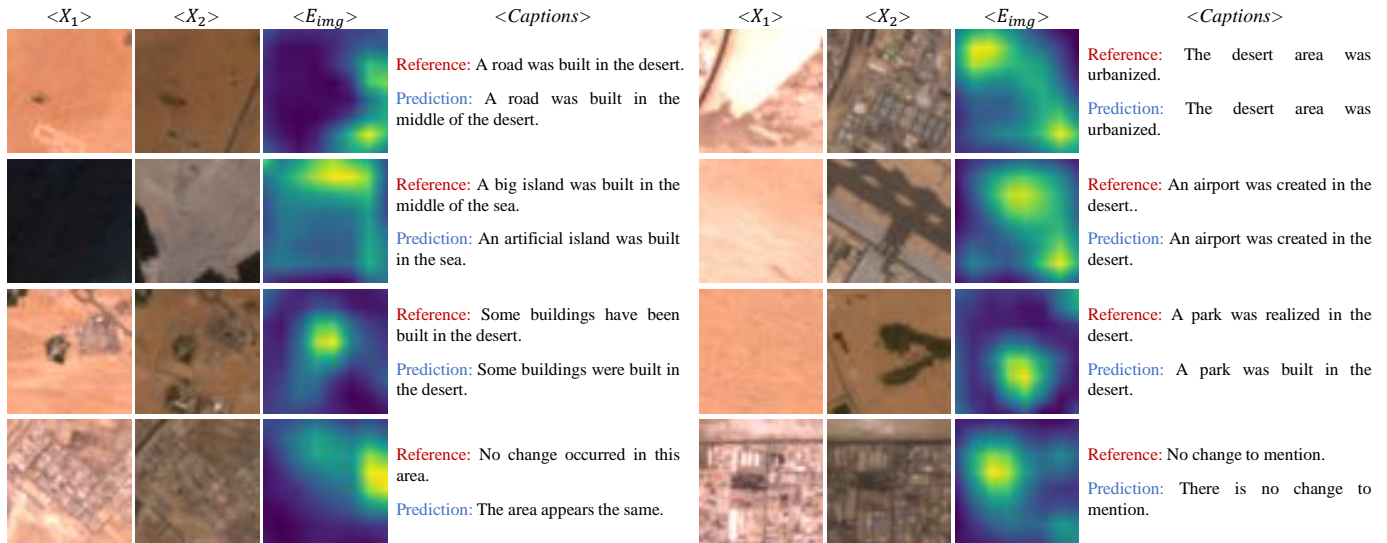 <X₁> <X₂> <E_img> <Captions>
Reference: A road was built in the desert.
Prediction: A road was built in the
middle of the desert.
Reference: A big island was built in the
middle of the sea.
Prediction: An artificial island was built
in the sea.
Reference: Some buildings have been
built in the desert.
Prediction: Some buildings were built in
the desert.
Reference: No change occurred in this
area.
Prediction: The area appears the same.
<X₁> <X₂> <E_img> <Captions>
Reference: The desert area was
urbanized.
Prediction: The desert area was
urbanized.
Reference: An airport was created in the
desert..
Prediction: An airport was created in the
desert.
Reference: A park was realized in the
desert.
Prediction: A park was built in the
desert.
Reference: No change to mention.
Prediction: There is no change to
mention.